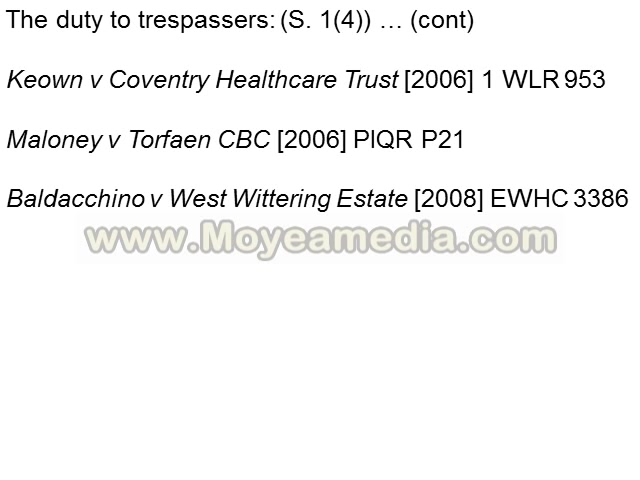 The duty to trespassers: (S. 1(4)) … (cont)
Keown v Coventry Healthcare Trust [2006] 1 WLR 953
Maloney v Torfaen CBC [2006] PIQR P21
Baldacchino v West Wittering Estate [2008] EWHC 3386
www.Moyeamedia.com